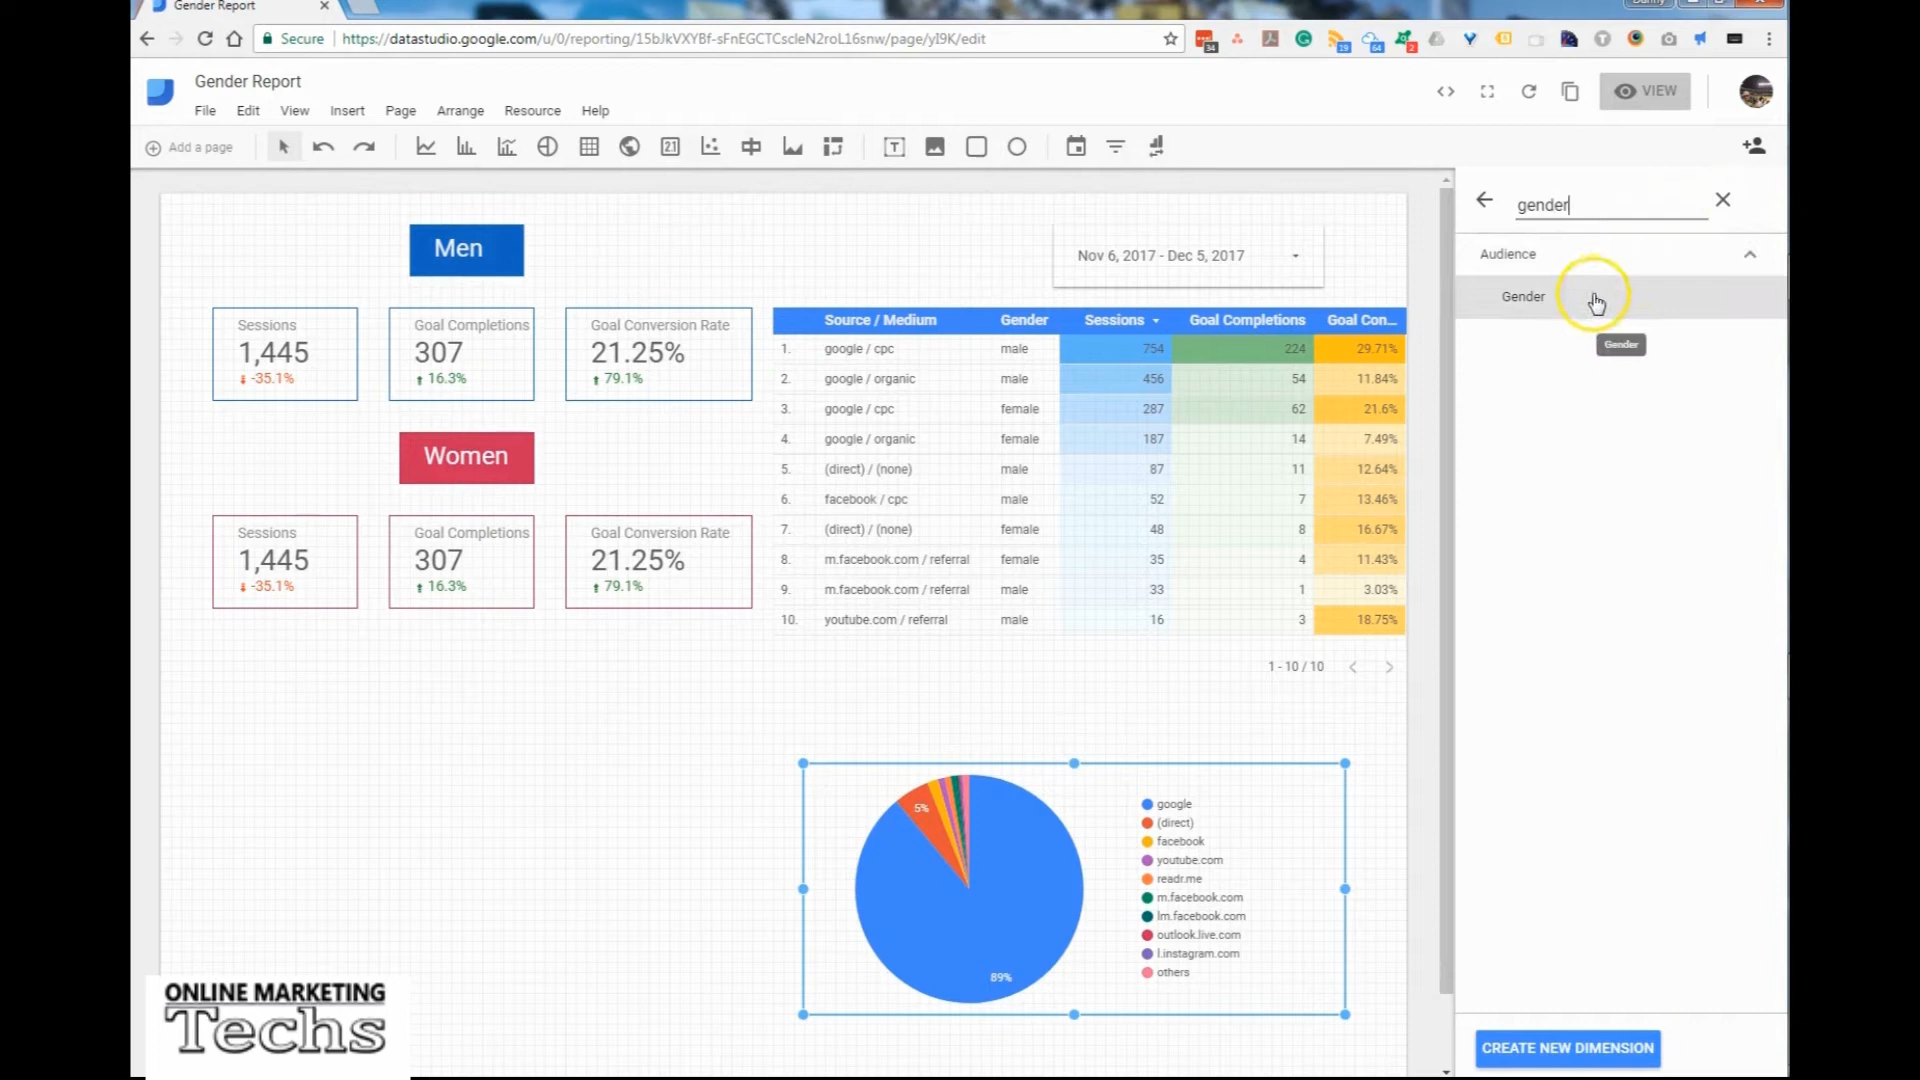 Gender Report
Secure https://datastudio.google.com/u/0/reporting/15bJkVXYBf-sFnEGCTCscleN2roL16snw/page/yI9K/edit
34 19 64 2
Gender Report
File Edit View Insert Page Arrange Resource Help
VIEW
Add a page
21
T
gender
Audience
Gender
Gender
Men
Nov 6, 2017 - Dec 5, 2017
Sessions
1,445
-35.1%
Goal Completions
307
16.3%
Goal Conversion Rate
21.25%
79.1%
Women
Sessions
1,445
-35.1%
Goal Completions
307
16.3%
Goal Conversion Rate
21.25%
79.1%
Source / Medium Gender Sessions Goal Completions Goal Con...
1. google / cpc male 754 224 29.71%
2. google / organic male 456 54 11.84%
3. google / cpc female 287 62 21.6%
4. google / organic female 187 14 7.49%
5. (direct) / (none) male 87 11 12.64%
6. facebook / cpc male 52 7 13.46%
7. (direct) / (none) female 48 8 16.67%
8. m.facebook.com / referral female 35 4 11.43%
9. m.facebook.com / referral male 33 1 3.03%
10. youtube.com / referral male 16 3 18.75%
1 - 10 / 10
5%
89%
google
(direct)
facebook
youtube.com
readr.me
m.facebook.com
lm.facebook.com
outlook.live.com
l.instagram.com
others
CREATE NEW DIMENSION
ONLINE MARKETING
Techs